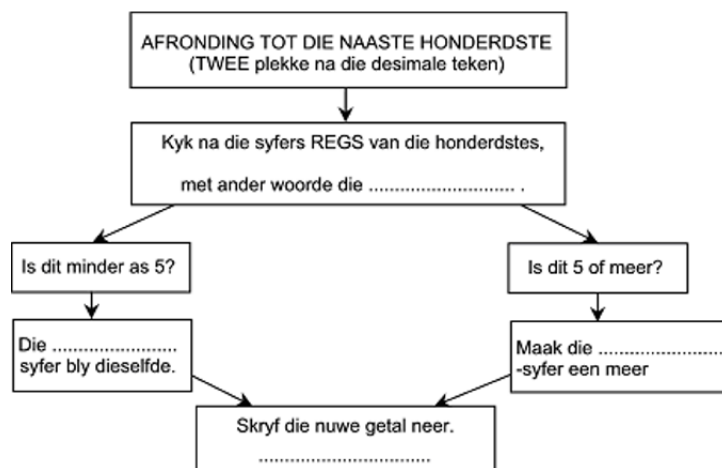 AFRONDING TOT DIE NAASTE HONDERDSTE
(TWEE plekke na die desimale teken)
Kyk na die syfers REGS van die honderdstes,
met ander woorde die ............................ .
Is dit minder as 5?
Is dit 5 of meer?
Die ........................
syfer bly dieselfde.
Maak die ........................
-syfer een meer
Skryf die nuwe getal neer.
.................................